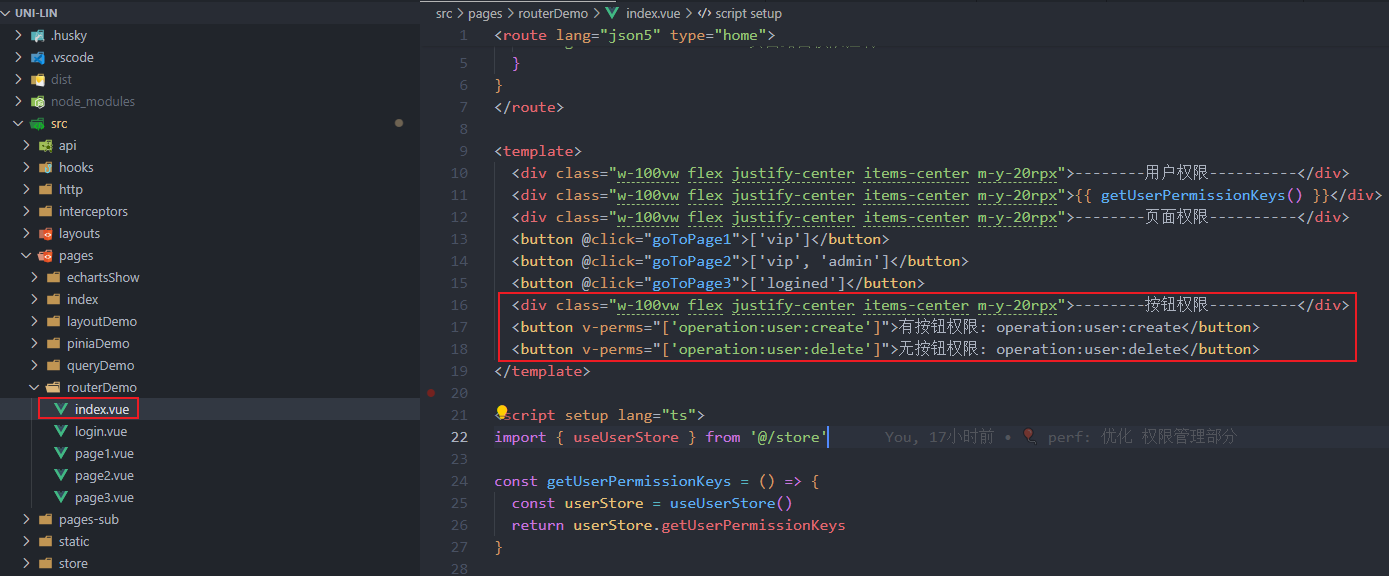 UNI-LIN
.husky
.vscode
dist
node_modules
src
api
hooks
http
interceptors
layouts
pages
echartsShow
index
layoutDemo
piniaDemo
queryDemo
routerDemo
index.vue
login.vue
page1.vue
page2.vue
page3.vue
pages-sub
static
store
src > pages > routerDemo > index.vue > script setup
1 <route lang="json5" type="home">
5 }
6 }
7 </route>
8
9 <template>
10 <div class="w-100vw flex justify-center items-center m-y-20rpx">--------用户权限----------</div>
11 <div class="w-100vw flex justify-center items-center m-y-20rpx">{{ getUserPermissionKeys() }}</div>
12 <div class="w-100vw flex justify-center items-center m-y-20rpx">--------页面权限----------</div>
13 <button @click="goToPage1">['vip']</button>
14 <button @click="goToPage2">['vip', 'admin']</button>
15 <button @click="goToPage3">['logined']</button>
16 <div class="w-100vw flex justify-center items-center m-y-20rpx">--------按钮权限----------</div>
17 <button v-perms="['operation:user:create']">有按钮权限: operation:user:create</button>
18 <button v-perms="['operation:user:delete']">无按钮权限: operation:user:delete</button>
19 </template>
20
21 <script setup lang="ts">
22 import { useUserStore } from '@/store' You, 17小时前 • perf: 优化 权限管理部分
23
24 const getUserPermissionKeys = () => {
25 const userStore = useUserStore()
26 return userStore.getUserPermissionKeys
27 }
28